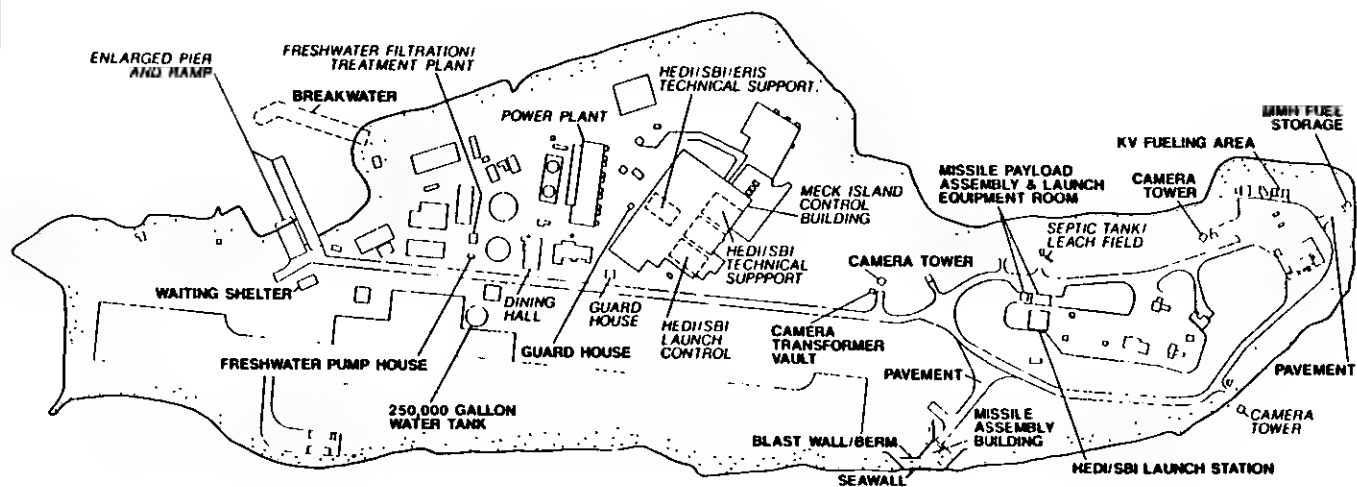 ENLARGED PIER
AND RAMP
BREAKWATER
FRESHWATER FILTRATION/
TREATMENT PLANT
POWER PLANT
HEDI/SBI/ERIS
TECHNICAL SUPPORT
MECK ISLAND
CONTROL
BUILDING
HEDI/SBI
TECHNICAL
SUPPPORT
MISSILE PAYLOAD
ASSEMBLY & LAUNCH
EQUIPMENT ROOM
SEPTIC TANK/
LEACH FIELD
CAMERA
TOWER
KV FUELING AREA
MMH FUEL
STORAGE
WAITING SHELTER
FRESHWATER PUMP HOUSE
250,000 GALLON
WATER TANK
DINING
HALL
GUARD HOUSE
GUARD
HOUSE
HEDI/SBI
LAUNCH
CONTROL
CAMERA TOWER
CAMERA
TRANSFORMER
VAULT
PAVEMENT
BLAST WALL/BERM
SEAWALL
MISSILE
ASSEMBLY
BUILDING
HEDI/SBI LAUNCH STATION
CAMERA
TOWER
PAVEMENT